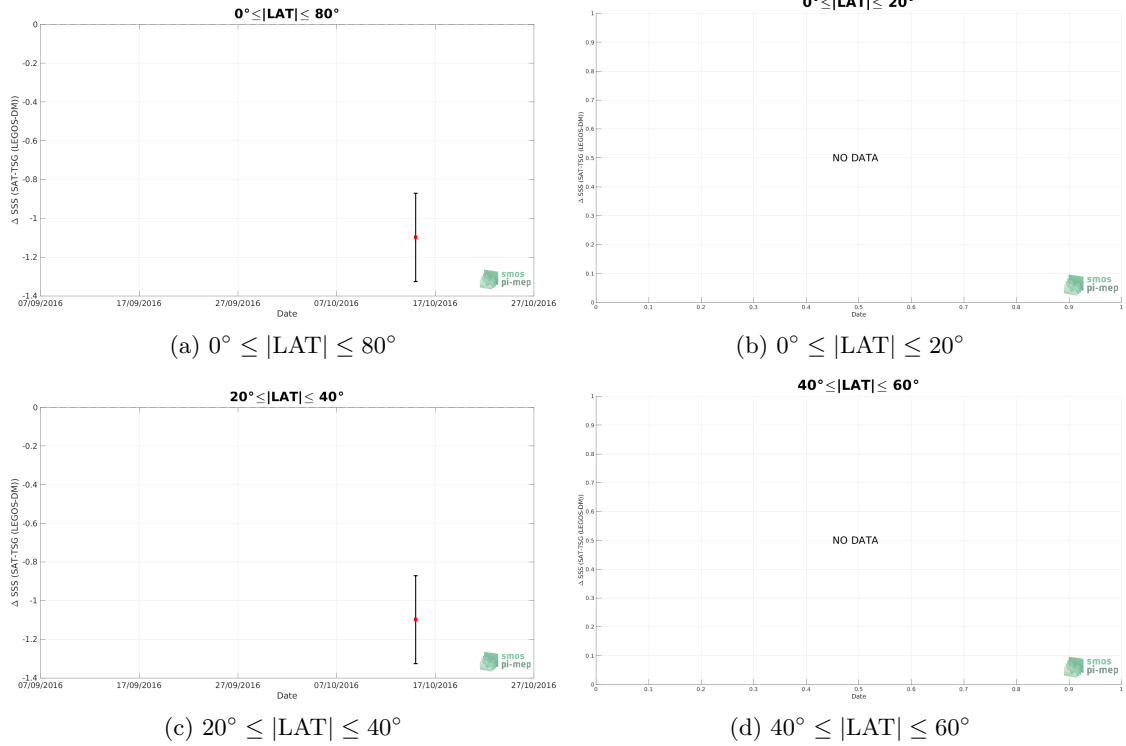 0°≤|LAT|≤ 80°
0
-0.2
-0.4
-0.6
-0.8
-1
-1.2
-1.4
Δ SSS (SAT-TSG (LEGOS-DM))
07/09/2016 17/09/2016 27/09/2016 07/10/2016 17/10/2016 27/10/2016
Date
smos
pi-mep
(a) 0° ≤ |LAT| ≤ 80°
0°≤|LAT|≤ 20°
1
0.9
0.8
0.7
0.6
0.5
0.4
0.3
0.2
0.1
0
Δ SSS (SAT-TSG (LEGOS-DM))
NO DATA
0 0.1 0.2 0.3 0.4 0.5 0.6 0.7 0.8 0.9 1
Date
smos
pi-mep
(b) 0° ≤ |LAT| ≤ 20°
20°≤|LAT|≤ 40°
0
-0.2
-0.4
-0.6
-0.8
-1
-1.2
-1.4
Δ SSS (SAT-TSG (LEGOS-DM))
07/09/2016 17/09/2016 27/09/2016 07/10/2016 17/10/2016 27/10/2016
Date
smos
pi-mep
(c) 20° ≤ |LAT| ≤ 40°
40°≤|LAT|≤ 60°
1
0.9
0.8
0.7
0.6
0.5
0.4
0.3
0.2
0.1
0
Δ SSS (SAT-TSG (LEGOS-DM))
NO DATA
0 0.1 0.2 0.3 0.4 0.5 0.6 0.7 0.8 0.9 1
Date
smos
pi-mep
(d) 40° ≤ |LAT| ≤ 60°